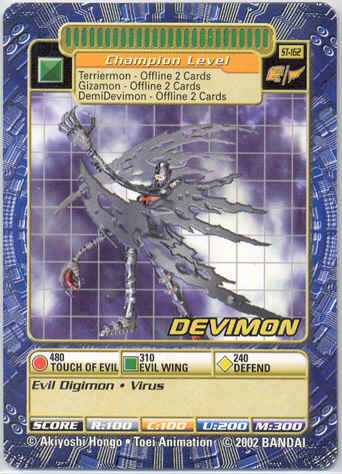 ST-162
Champion Level
Terriermon - Offline 2 Cards
Gizamon - Offline 2 Cards
DemiDevimon - Offline 2 Cards
DEVIMON
480
TOUCH OF EVIL
310
EVIL WING
240
DEFEND
Evil Digimon • Virus
SCORE R:100 C:100 U:200 M:300
© Akiyoshi Hongo • Toei Animation © 2002 BANDAI